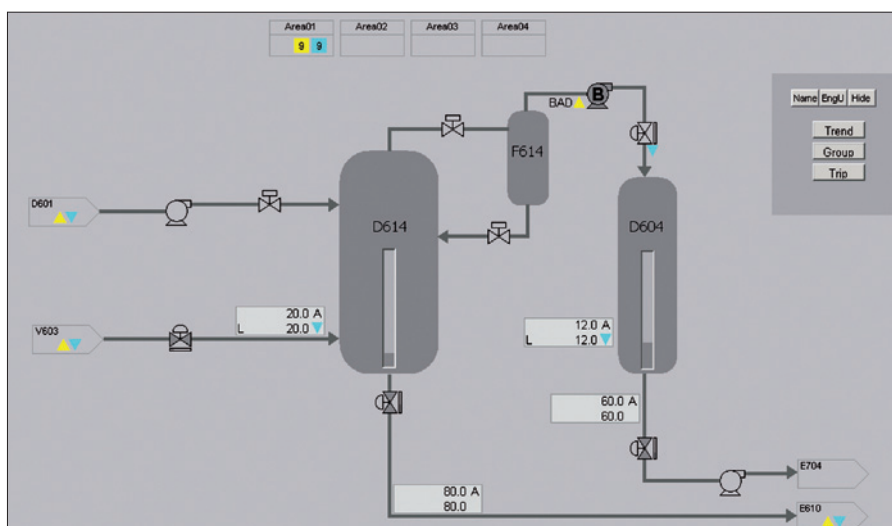 Area01 Area02 Area03 Area04
9 9
BAD B
Name EngU Hide
Trend
Group
Trip
F614
D601
D614
D604
20.0 A
L 20.0
V603
12.0 A
L 12.0
60.0 A
60.0
E704
80.0 A
80.0
E610